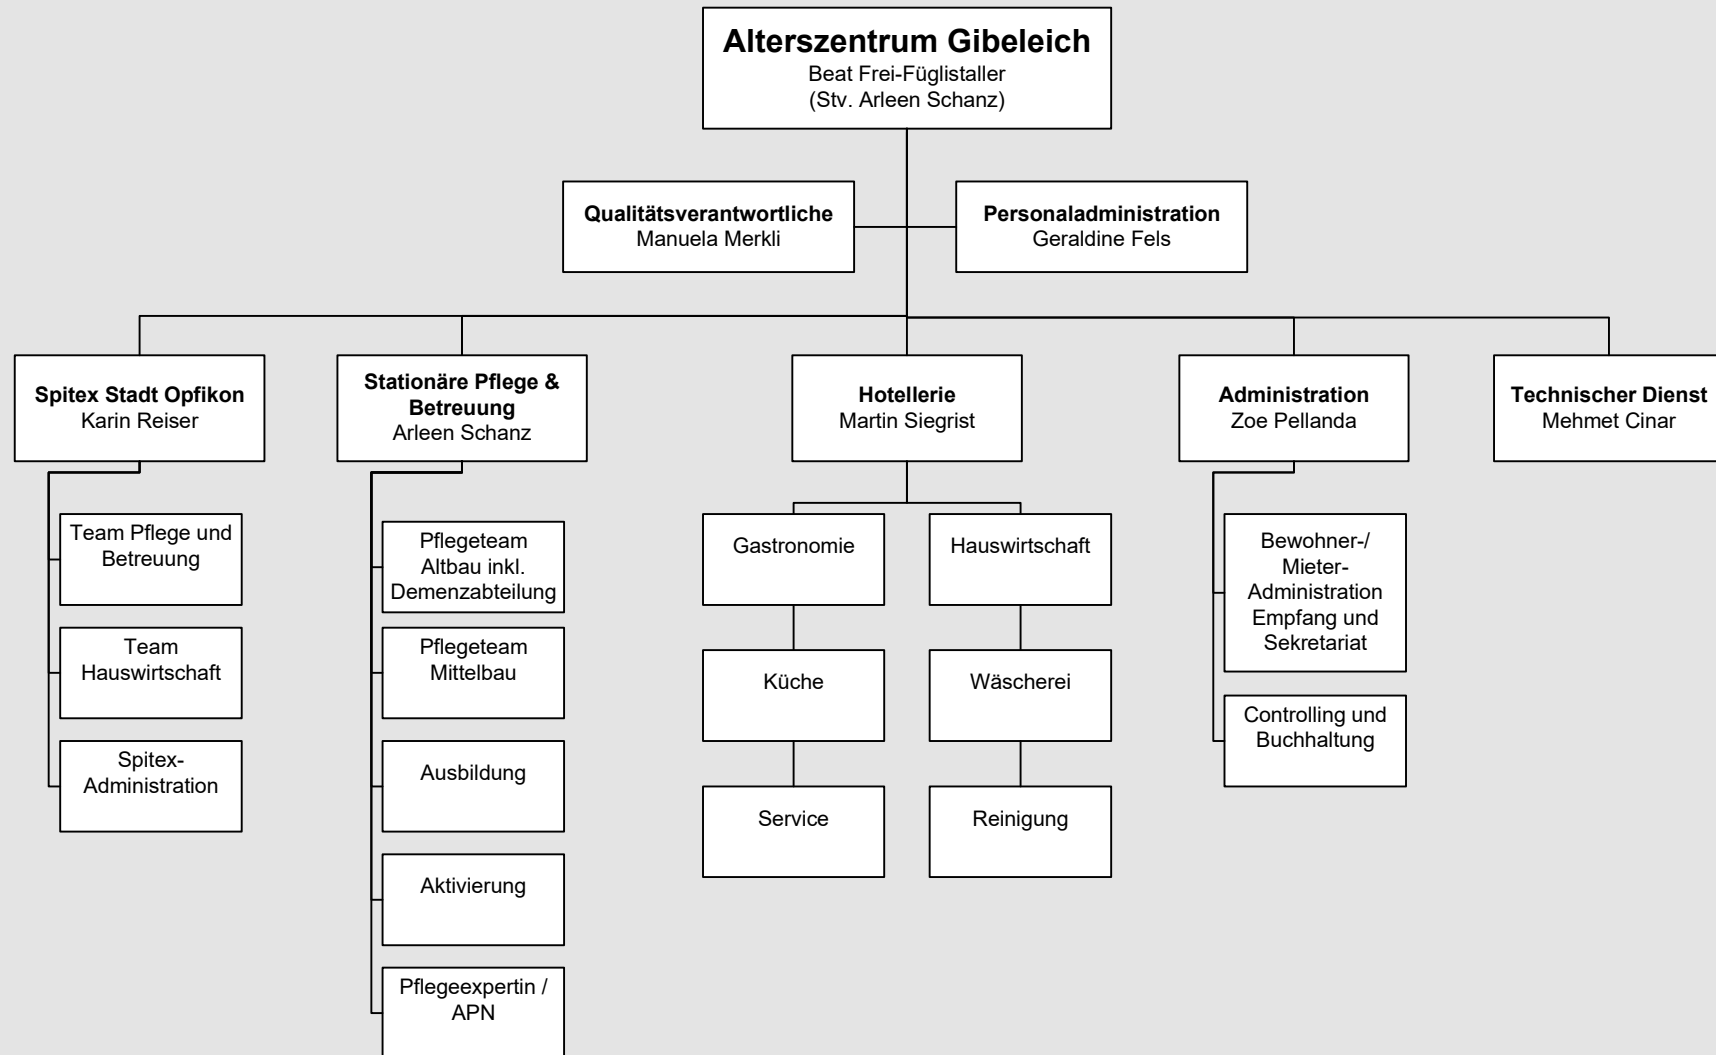 Alterszentrum Gibeleich
Beat Frei-Füglistaller
(Stv. Arleen Schanz)
Qualitätsverantwortliche
Manuela Merkli
Personaladministration
Geraldine Fels
Spitex Stadt Opfikon
Karin Reiser
Stationäre Pflege &
Betreuung
Arleen Schanz
Hotellerie
Martin Siegrist
Administration
Zoe Pellanda
Technischer Dienst
Mehmet Cinar
Team Pflege und
Betreuung
Team
Hauswirtschaft
Spitex-
Administration
Pflegeteam
Altbau inkl.
Demenzabteilung
Pflegeteam
Mittelbau
Ausbildung
Aktivierung
Pflegeexpertin /
APN
Gastronomie
Küche
Service
Hauswirtschaft
Wäscherei
Reinigung
Bewohner-/
Mieter-
Administration
Empfang und
Sekretariat
Controlling und
Buchhaltung